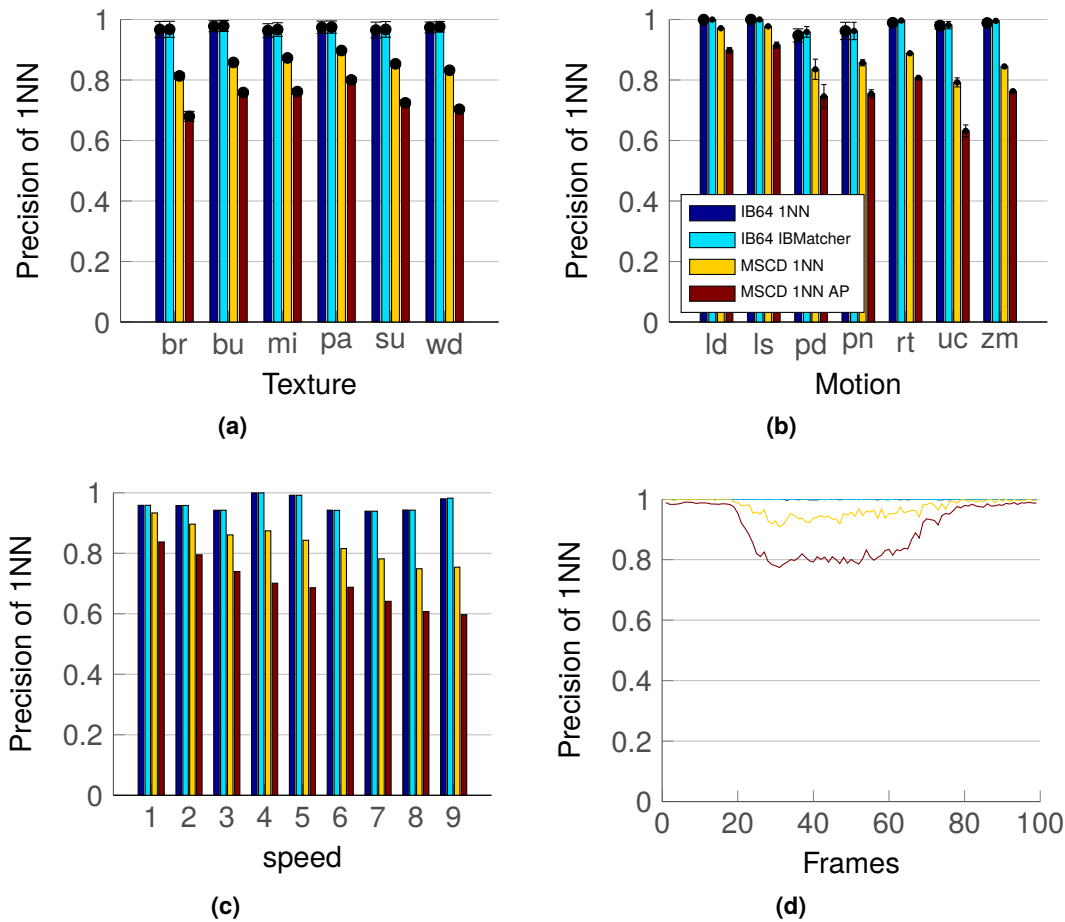 Precision of 1NN
1
0.8
0.6
0.4
0.2
0
br bu mi pa su wd
Texture
(a)
Precision of 1NN
1
0.8
0.6
0.4
0.2
0
IB64 1NN
IB64 IBMatcher
MSCD 1NN
MSCD 1NN AP
ld ls pd pn rt uc zm
Motion
(b)
Precision of 1NN
1
0.8
0.6
0.4
0.2
0
1 2 3 4 5 6 7 8 9
speed
(c)
Precision of 1NN
1
0.8
0.6
0.4
0.2
0
0 20 40 60 80 100
Frames
(d)